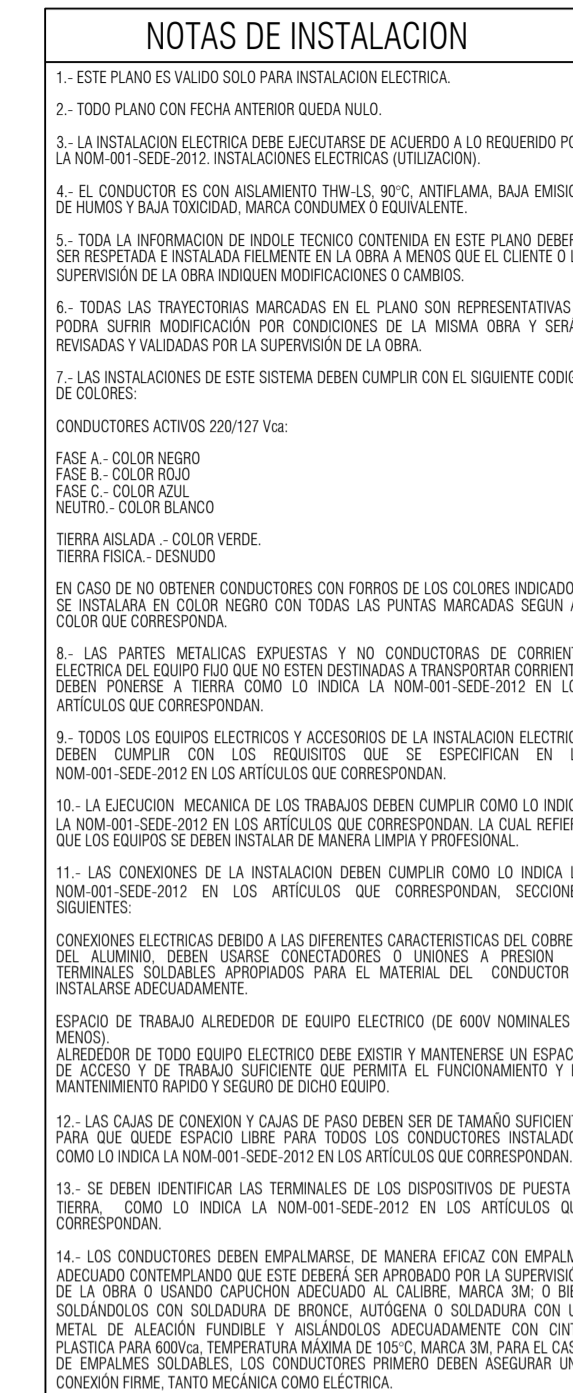 NOTAS DE INSTALACION
1.- ESTE PLANO ES VALIDO SOLO PARA INSTALACION ELECTRICA.
2.- TODO PLANO CON FECHA ANTERIOR QUEDA NULO.
3.- LA INSTALACION ELECTRICA DEBE EJECUTARSE DE ACUERDO A LO REQUERIDO PO
LA NOM-001-SEDE-2012. INSTALACIONES ELECTRICAS (UTILIZACION).
4.- EL CONDUCTOR ES CON AISLAMIENTO THW-LS, 90°C, ANTIFLAMA, BAJA EMISIO
DE HUMOS Y BAJA TOXICIDAD, MARCA CONDUMEX O EQUIVALENTE.
5.- TODA LA INFORMACION DE INDOLE TECNICO CONTENIDA EN ESTE PLANO DEBER
SER RESPETADA E INSTALADA FIELMENTE EN LA OBRA A MENOS QUE EL CLIENTE O L
SUPERVISIÓN DE LA OBRA INDIQUEN MODIFICACIONES O CAMBIOS.
6.- TODAS LAS TRAYECTORIAS MARCADAS EN EL PLANO SON REPRESENTATIVAS
PODRA SUFRIR MODIFICACIÓN POR CONDICIONES DE LA MISMA OBRA Y SERÁ
REVISADAS Y VALIDADAS POR LA SUPERVISIÓN DE LA OBRA.
7.- LAS INSTALACIONES DE ESTE SISTEMA DEBEN CUMPLIR CON EL SIGUIENTE CODIG
DE COLORES:
CONDUCTORES ACTIVOS 220/127 Vca:
FASE A.- COLOR NEGRO
FASE B.- COLOR ROJO
FASE C.- COLOR AZUL
NEUTRO.- COLOR BLANCO
TIERRA AISLADA .- COLOR VERDE.
TIERRA FISICA.- DESNUDO
EN CASO DE NO OBTENER CONDUCTORES CON FORROS DE LOS COLORES INDICADO
SE INSTALARA EN COLOR NEGRO CON TODAS LAS PUNTAS MARCADAS SEGUN A
COLOR QUE CORRESPONDA.
8.- LAS PARTES METALICAS EXPUESTAS Y NO CONDUCTORAS DE CORRIENT
ELECTRICA DEL EQUIPO FIJO QUE NO ESTEN DESTINADAS A TRANSPORTAR CORRIENT
DEBEN PONERSE A TIERRA COMO LO INDICA LA NOM-001-SEDE-2012 EN LO
ARTÍCULOS QUE CORRESPONDAN.
9.- TODOS LOS EQUIPOS ELECTRICOS Y ACCESORIOS DE LA INSTALACION ELECTRIC
DEBEN CUMPLIR CON LOS REQUISITOS QUE SE ESPECIFICAN EN L
NOM-001-SEDE-2012 EN LOS ARTÍCULOS QUE CORRESPONDAN.
10.- LA EJECUCION MECANICA DE LOS TRABAJOS DEBEN CUMPLIR COMO LO INDIC
LA NOM-001-SEDE-2012 EN LOS ARTÍCULOS QUE CORRESPONDAN. LA CUAL REFIER
QUE LOS EQUIPOS SE DEBEN INSTALAR DE MANERA LIMPIA Y PROFESIONAL.
11.- LAS CONEXIONES DE LA INSTALACION DEBEN CUMPLIR COMO LO INDICA L
NOM-001-SEDE-2012 EN LOS ARTÍCULOS QUE CORRESPONDAN, SECCIONE
SIGUIENTES:
CONEXIONES ELECTRICAS DEBIDO A LAS DIFERENTES CARACTERISTICAS DEL COBRE
DEL ALUMINIO, DEBEN USARSE CONECTADORES O UNIONES A PRESION
TERMINALES SOLDABLES APROPIADOS PARA EL MATERIAL DEL CONDUCTOR
INSTALARSE ADECUADAMENTE.
ESPACIO DE TRABAJO ALREDEDOR DE EQUIPO ELECTRICO (DE 600V NOMINALES
MENOS).
ALREDEDOR DE TODO EQUIPO ELECTRICO DEBE EXISTIR Y MANTENERSE UN ESPAC
DE ACCESO Y DE TRABAJO SUFICIENTE QUE PERMITA EL FUNCIONAMIENTO Y
MANTENIMIENTO RAPIDO Y SEGURO DE DICHO EQUIPO.
12.- LAS CAJAS DE CONEXION Y CAJAS DE PASO DEBEN SER DE TAMAÑO SUFICIENT
PARA QUE QUEDE ESPACIO LIBRE PARA TODOS LOS CONDUCTORES INSTALADO
COMO LO INDICA LA NOM-001-SEDE-2012 EN LOS ARTÍCULOS QUE CORRESPONDAN.
13.- SE DEBEN IDENTIFICAR LAS TERMINALES DE LOS DISPOSITIVOS DE PUESTA
TIERRA, COMO LO INDICA LA NOM-001-SEDE-2012 EN LOS ARTÍCULOS QU
CORRESPONDAN.
14.- LOS CONDUCTORES DEBEN EMPALMARSE, DE MANERA EFICAZ CON EMPALM
ADECUADO CONTEMPLANDO QUE ESTE DEBERÁ SER APROBADO POR LA SUPERVISIÓ
DE LA OBRA O USANDO CAPUCHON ADECUADO AL CALIBRE, MARCA 3M; O BIE
SOLDÁNDOLOS CON SOLDADURA DE BRONCE, AUTÓGENA O SOLDADURA CON U
METAL DE ALEACIÓN FUNDIBLE Y AISLÁNDOLOS ADECUADAMENTE CON CINT
PLASTICA PARA 600Vca, TEMPERATURA MÁXIMA DE 105°C, MARCA 3M, PARA EL CAS
DE EMPALMES SOLDABLES, LOS CONDUCTORES PRIMERO DEBEN ASEGURAR UN
CONEXIÓN FIRME, TANTO MECÁNICA COMO ELÉCTRICA.